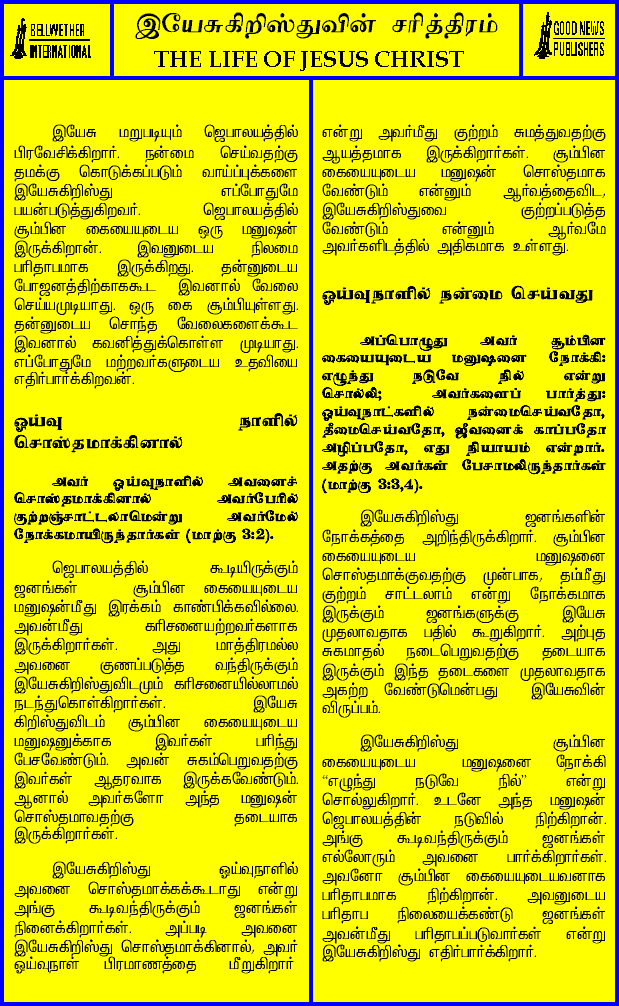 BELLWETHER
INTERNATIONAL
இயேசுகிறிஸ்துவின் சரித்திரம்
THE LIFE OF JESUS CHRIST
GOOD NEWS
PUBLISHERS
இயேசு மறுபடியும் ஜெபாலயத்தில்
பிரவேசிக்கிறார். நன்மை செய்வதற்கு
தமக்கு கொடுக்கப்படும் வாய்ப்புக்களை
இயேசுகிறிஸ்து எப்போதுமே
பயன்படுத்துகிறவர். ஜெபாலயத்தில்
சூம்பின கையையுடைய ஒரு மனுஷன்
இருக்கிறான். இவனுடைய நிலமை
பரிதாபமாக இருக்கிறது. தன்னுடைய
போஜனத்திற்காககூட இவனால் வேலை
செய்யமுடியாது. ஒரு கை சூம்பியுள்ளது.
தன்னுடைய சொந்த வேலைகளைக்கூட
இவனால் கவனித்துக்கொள்ள முடியாது.
எப்போதுமே மற்றவர்களுடைய உதவியை
எதிர்பார்க்கிறவன்.
ஓய்வு நாளில்
சொஸ்தமாக்கினால்
அவர் ஓய்வுநாளில் அவனைச்
சொஸ்தமாக்கினால் அவர்பேரில்
குற்றஞ்சாட்டலாமென்று அவர்மேல்
நோக்கமாயிருந்தார்கள் (மாற்கு 3:2).
ஜெபாலயத்தில் கூடியிருக்கும்
ஜனங்கள் சூம்பின கையையுடைய
மனுஷன்மீது இரக்கம் காண்பிக்கவில்லை.
அவன்மீது கரிசனையற்றவர்களாக
இருக்கிறார்கள். அது மாத்திரமல்ல
அவனை குணப்படுத்த வந்திருக்கும்
இயேசுகிறிஸ்துவிடமும் கரிசனையில்லாமல்
நடந்துகொள்கிறார்கள். இயேசு
கிறிஸ்துவிடம் சூம்பின கையையுடைய
மனுஷனுக்காக இவர்கள் பரிந்து
பேசவேண்டும். அவன் சுகம்பெறுவதற்கு
இவர்கள் ஆதரவாக இருக்கவேண்டும்.
ஆனால் அவர்களோ அந்த மனுஷன்
சொஸ்தமாவதற்கு தடையாக
இருக்கிறார்கள்.
இயேசுகிறிஸ்து ஓய்வுநாளில்
அவனை சொஸ்தமாக்கக்கூடாது என்று
அங்கு கூடிவந்திருக்கும் ஜனங்கள்
நினைக்கிறார்கள். அப்படி அவனை
இயேசுகிறிஸ்து சொஸ்தமாக்கினால், அவர்
ஓய்வுநாள் பிரமாணத்தை மீறுகிறார்
என்று அவர்மீது குற்றம் சுமத்துவதற்கு
ஆயத்தமாக இருக்கிறார்கள். சூம்பின
கையையுடைய மனுஷன் சொஸ்தமாக
வேண்டும் என்னும் ஆர்வத்தைவிட,
இயேசுகிறிஸ்துவை குற்றப்படுத்த
வேண்டும் என்னும் ஆர்வமே
அவர்களிடத்தில் அதிகமாக உள்ளது.
ஓய்வுநாளில் நன்மை செய்வது
அப்பொழுது அவர் சூம்பின
கையையுடைய மனுஷனை நோக்கி:
எழுந்து நடுவே நில் என்று
சொல்லி; அவர்களைப் பார்த்து:
ஓய்வுநாட்களில் நன்மைசெய்வதோ,
தீமைசெய்வதோ, ஜீவனைக் காப்பதோ
அழிப்பதோ, எது நியாயம் என்றார்.
அதற்கு அவர்கள் பேசாமலிருந்தார்கள்
(மாற்கு 3:3,4).
இயேசுகிறிஸ்து ஜனங்களின்
நோக்கத்தை அறிந்திருக்கிறார். சூம்பின
கையையுடைய மனுஷனை
சொஸ்தமாக்குவதற்கு முன்பாக, தம்மீது
குற்றம் சாட்டலாம் என்று நோக்கமாக
இருக்கும் ஜனங்களுக்கு இயேசு
முதலாவதாக பதில் கூறுகிறார். அற்புத
சுகமாதல் நடைபெறுவதற்கு தடையாக
இருக்கும் இந்த தடைகளை முதலாவதாக
அகற்ற வேண்டுமென்பது இயேசுவின்
விருப்பம்.
இயேசுகிறிஸ்து சூம்பின
கையையுடைய மனுஷனை நோக்கி
“எழுந்து நடுவே நில்” என்று
சொல்லுகிறார். உடனே அந்த மனுஷன்
ஜெபாலயத்தின் நடுவில் நிற்கிறான்.
அங்கு கூடிவந்திருக்கும் ஜனங்கள்
எல்லோரும் அவனை பார்க்கிறார்கள்.
அவனோ சூம்பின கையையுடையவனாக
பரிதாபமாக நிற்கிறான். அவனுடைய
பரிதாப நிலையைக்கண்டு ஜனங்கள்
அவன்மீது பரிதாபப்படுவார்கள் என்று
இயேசுகிறிஸ்து எதிர்பார்க்கிறார்.